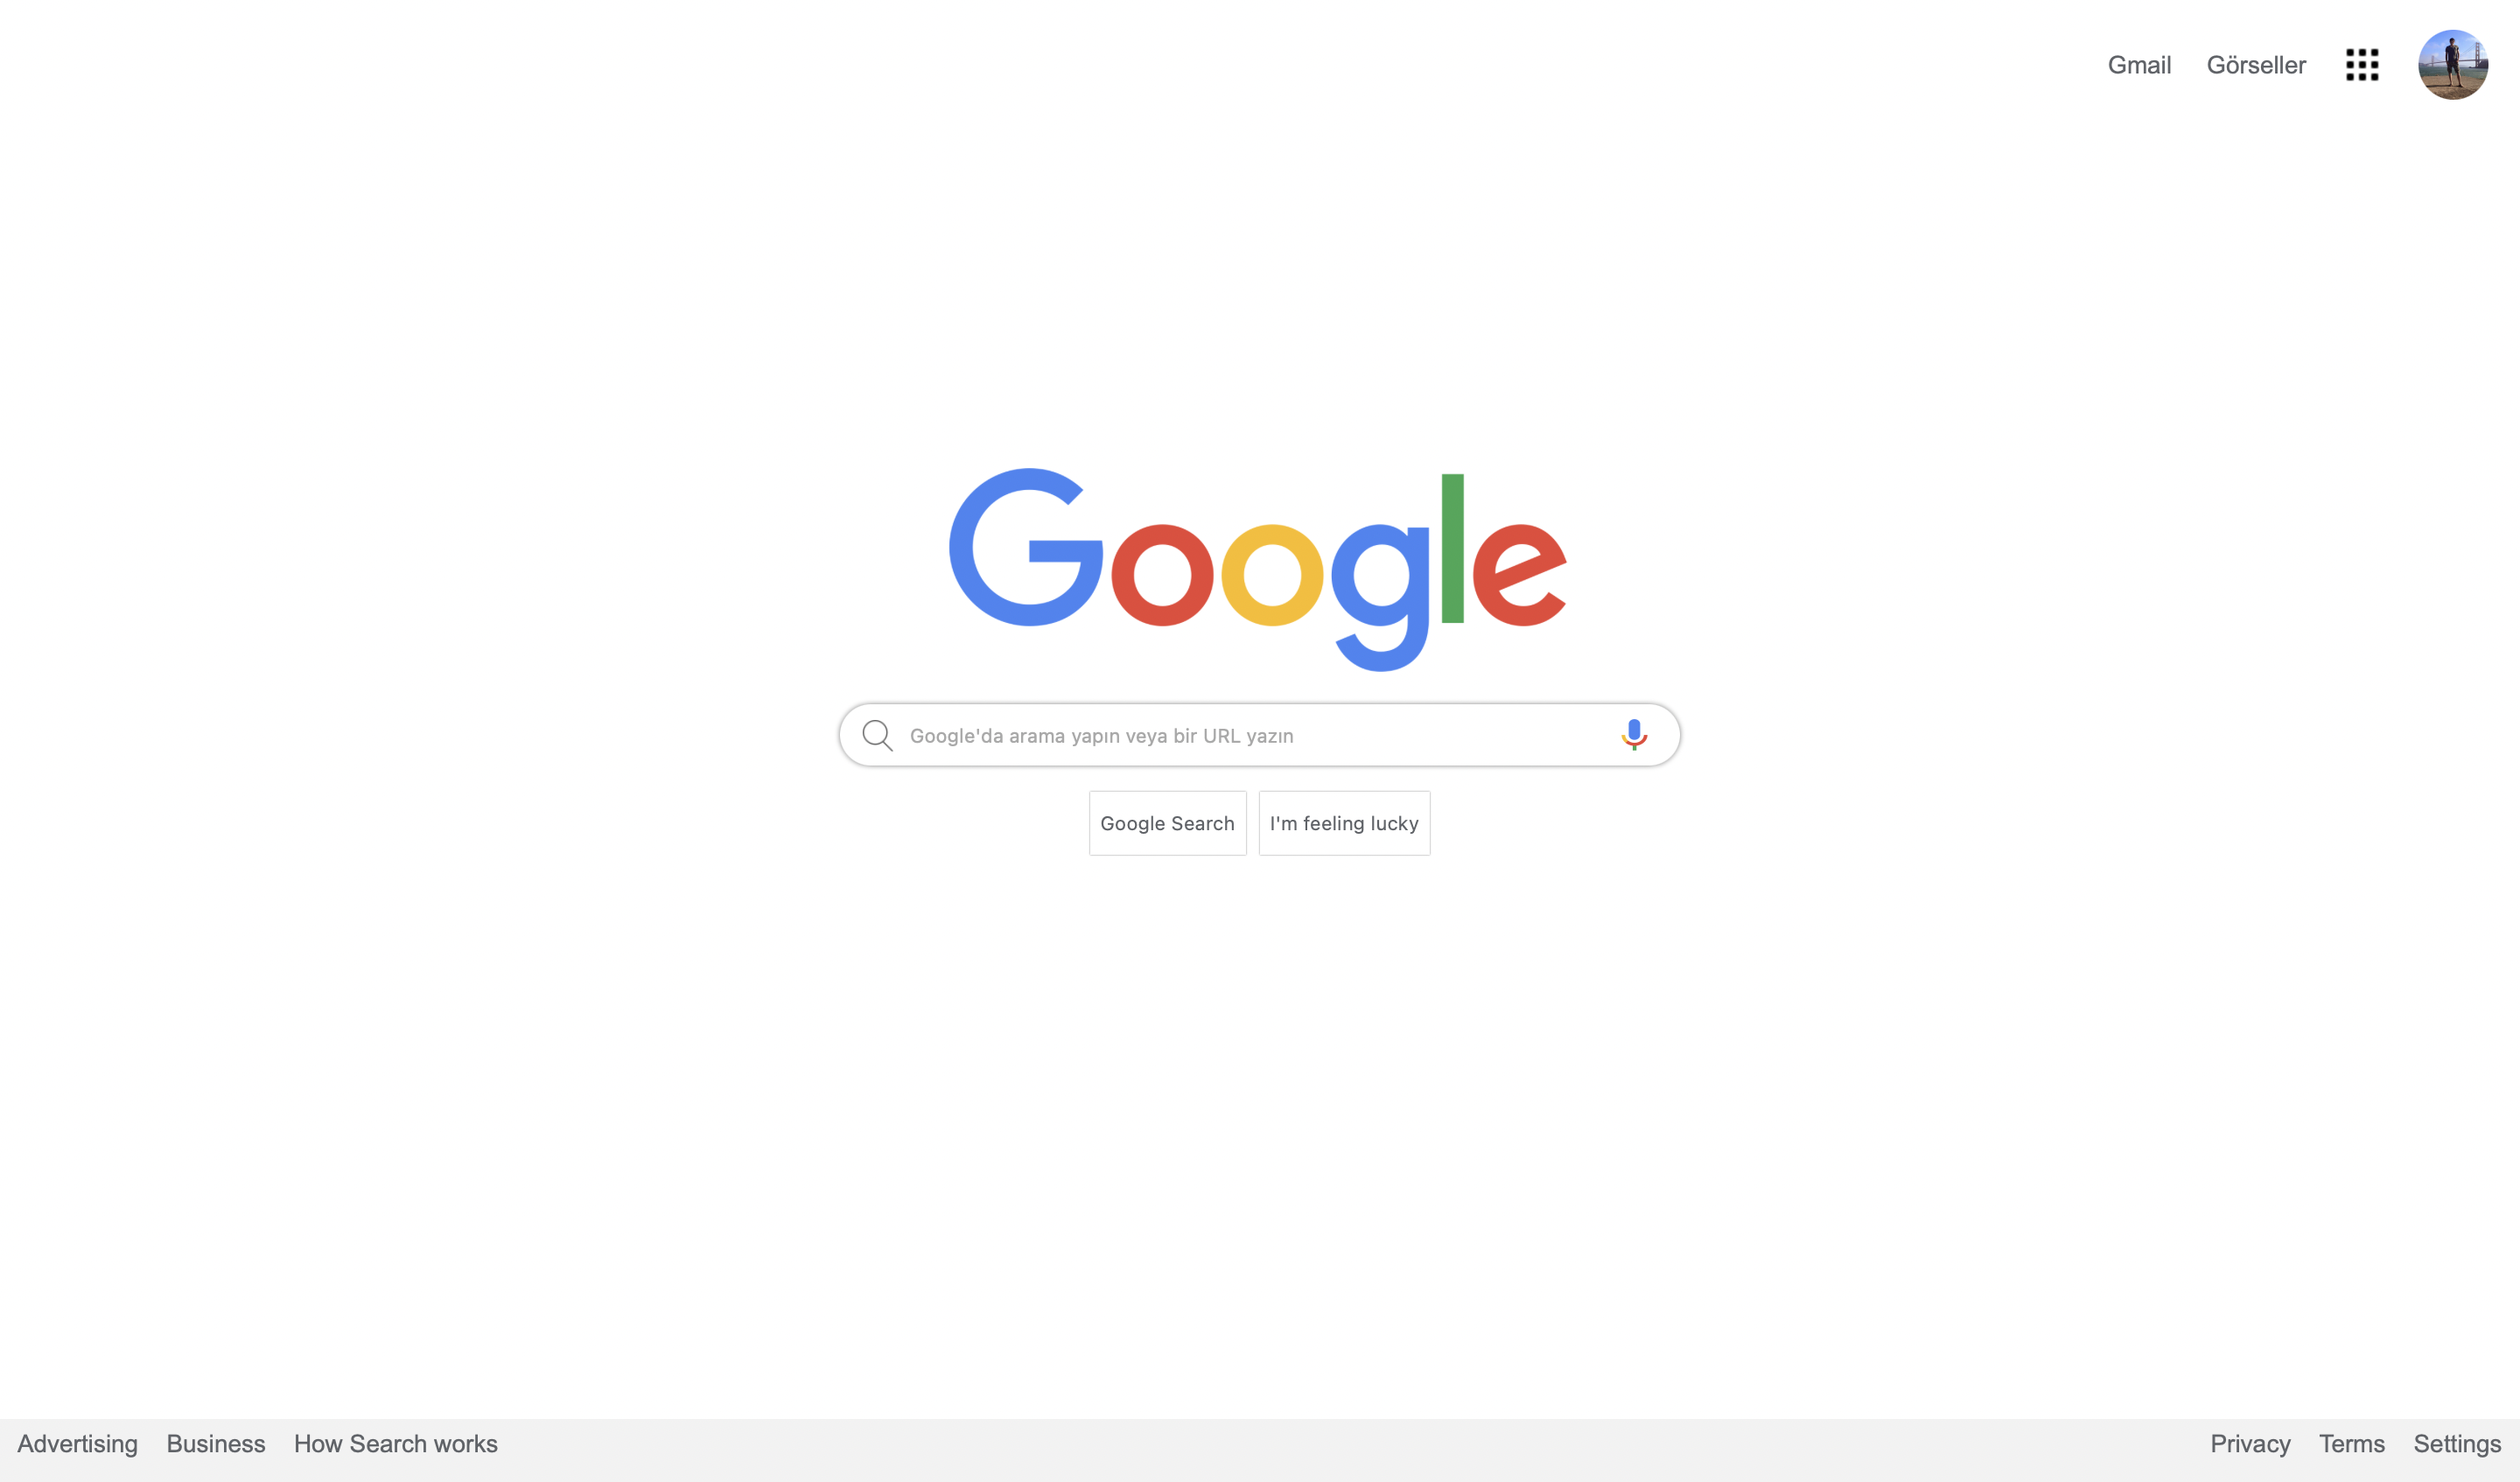 Gmail Görseller
Google
Google'da arama yapın veya bir URL yazın
Google Search I'm feeling lucky
Advertising Business How Search works Privacy Terms Settings